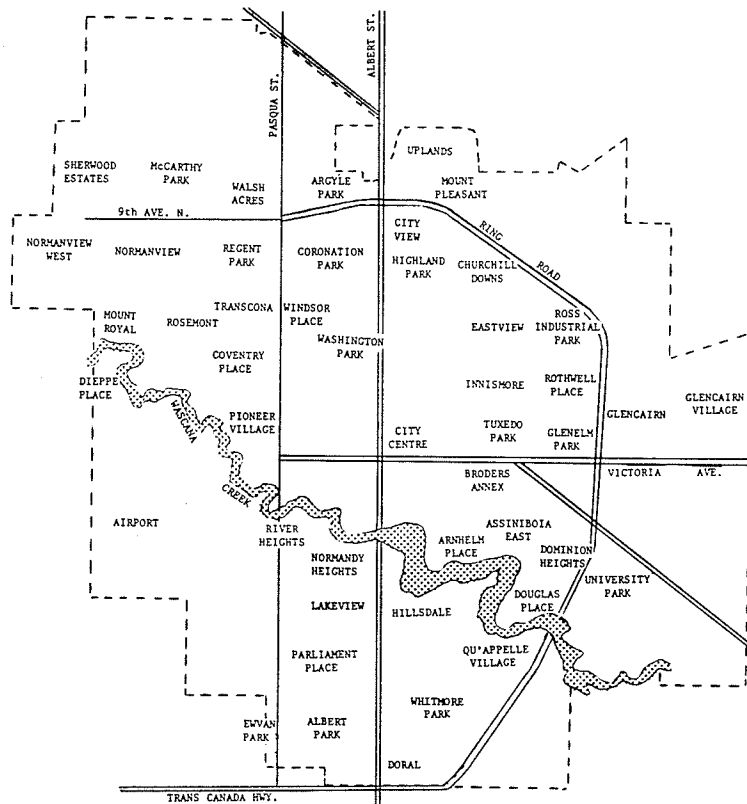 ALBERT ST.
PASQUA ST.
UPLANDS
SHERWOOD
ESTATES
McCARTHY
PARK
WALSH
ACRES
ARGYLE
PARK
MOUNT
PLEASANT
9th AVE. N.
CITY
VIEW
RING
ROAD
NORMANVIEW
WEST
NORMANVIEW
REGENT
PARK
CORONATION
PARK
HIGHLAND
PARK
CHURCHILL
DOWNS
MOUNT
ROYAL
ROSEMONT
TRANSCONA
WINDSOR
PLACE
WASHINGTON
PARK
EASTVIEW
ROSS
INDUSTRIAL
PARK
DIEPPE
PLACE
COVENTRY
PLACE
INNISMORE
ROTHWELL
PLACE
GLENCAIRN
GLENCAIRN
VILLAGE
WASCANA
CREEK
PIONEER
VILLAGE
CITY
CENTRE
TUXEDO
PARK
GLENELM
PARK
BRODERS
ANNEX
VICTORIA AVE.
AIRPORT
RIVER
HEIGHTS
NORMANDY
HEIGHTS
ARNHELM
PLACE
ASSINIBOIA
EAST
DOMINION
HEIGHTS
UNIVERSITY
PARK
LAKEVIEW
HILLSDALE
DOUGLAS
PLACE
PARLIAMENT
PLACE
QU'APPELLE
VILLAGE
WHITMORE
PARK
EWVAN
PARK
ALBERT
PARK
DORAL
TRANS CANADA HWY.